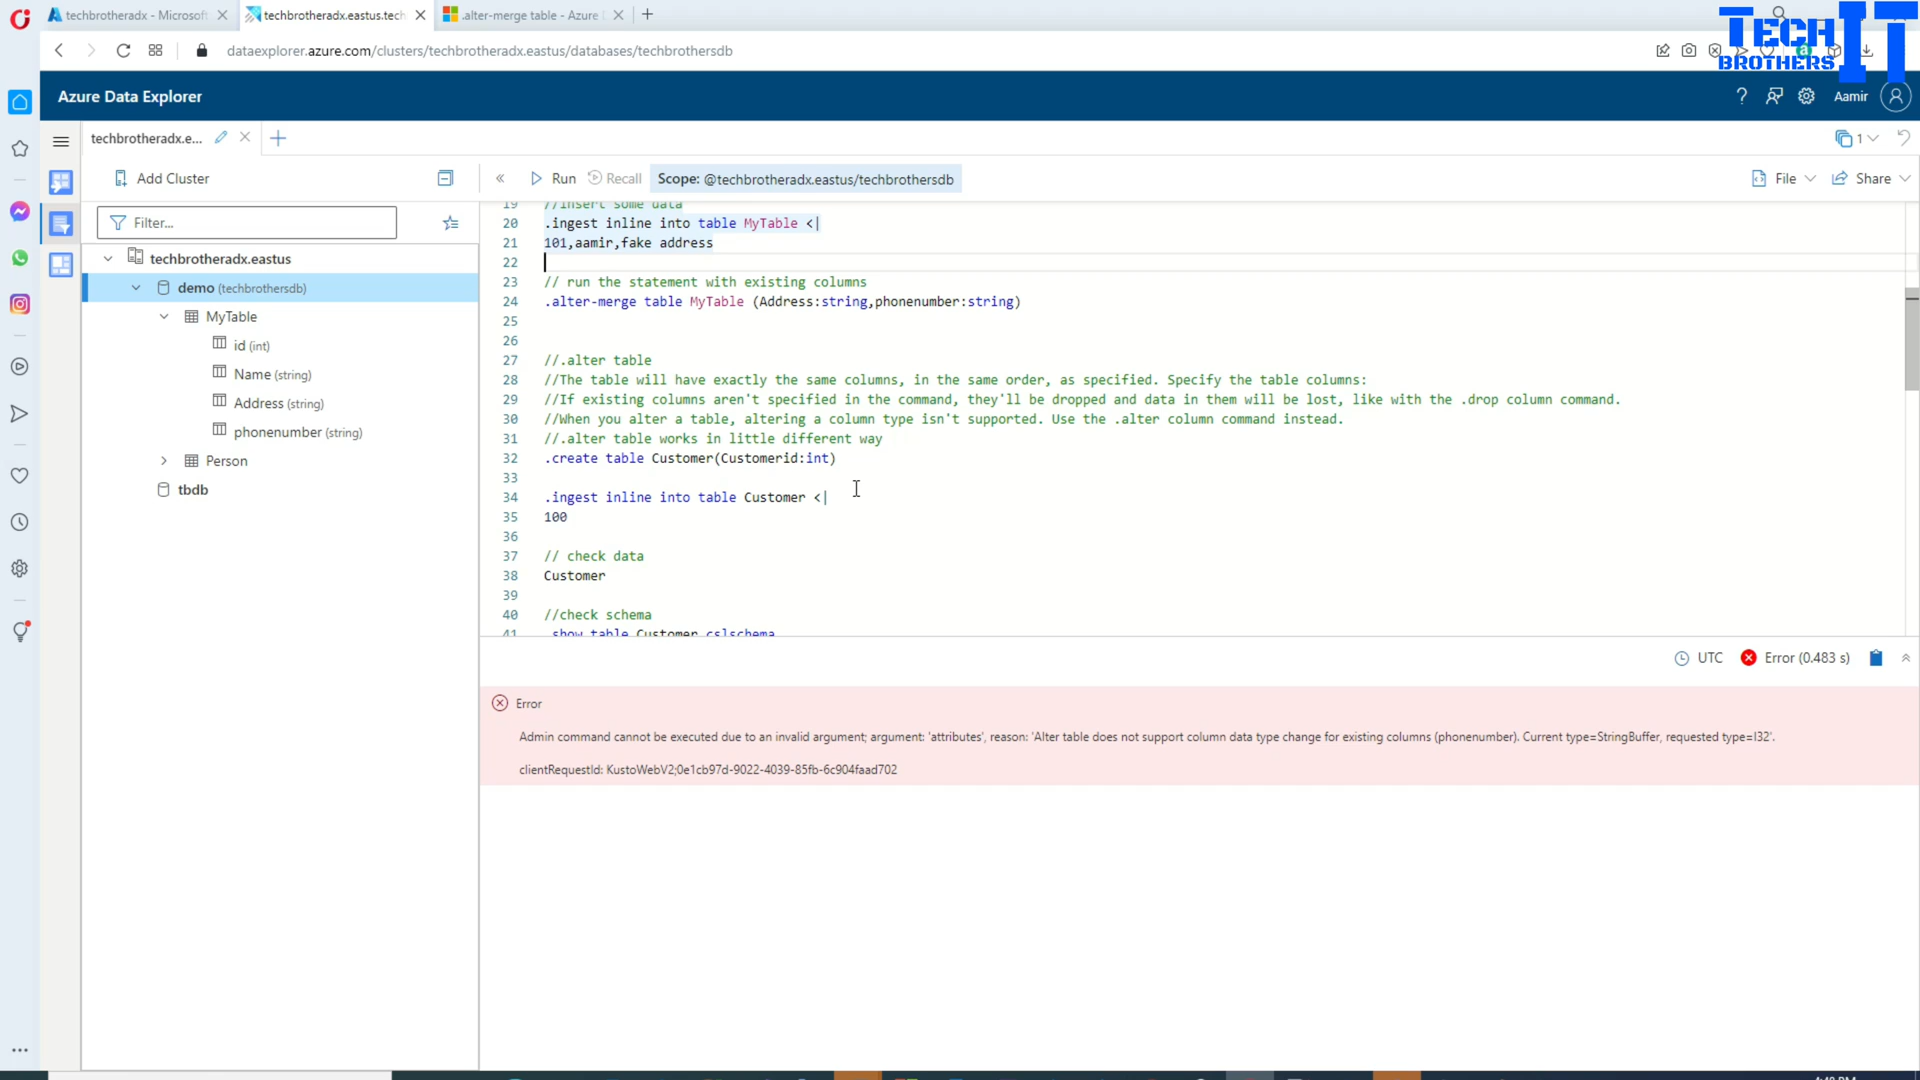 techbrotheradx - Microsoft
techbrotheradx.eastus.tech
.alter-merge table - Azure
TECH
BROTHERS
IT
dataexplorer.azure.com/clusters/techbrotheradx.eastus/databases/techbrothersdb
Azure Data Explorer
Aamir
techbrotheradx.e...
1
Add Cluster
Run
Recall
Scope: @techbrotheradx.eastus/techbrothersdb
File
Share
Filter...
techbrotheradx.eastus
demo (techbrothersdb)
MyTable
id (int)
Name (string)
Address (string)
phonenumber (string)
Person
tbdb
19 //insert some data
20 .ingest inline into table MyTable <|
21 101,aamir,fake address
22
23 // run the statement with existing columns
24 .alter-merge table MyTable (Address:string,phonenumber:string)
25
26
27 //.alter table
28 //The table will have exactly the same columns, in the same order, as specified. Specify the table columns:
29 //If existing columns aren't specified in the command, they'll be dropped and data in them will be lost, like with the .drop column command.
30 //When you alter a table, altering a column type isn't supported. Use the .alter column command instead.
31 //.alter table works in little different way
32 .create table Customer(Customerid:int)
33
34 .ingest inline into table Customer <|
35 100
36
37 // check data
38 Customer
39
40 //check schema
41 .show table Customer cslschema
UTC
Error (0.483 s)
Error
Admin command cannot be executed due to an invalid argument; argument: 'attributes', reason: 'Alter table does not support column data type change for existing columns (phonenumber). Current type=StringBuffer, requested type=I32'.
clientRequestId: KustoWebV2;0e1cb97d-9022-4039-85fb-6c904faad702